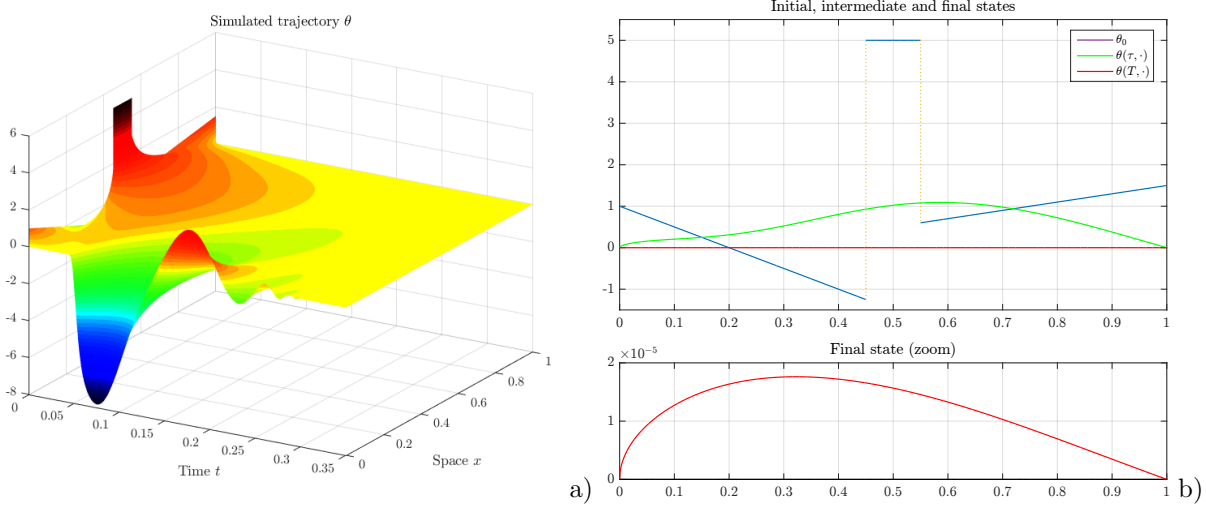 Simulated trajectory θ
6
4
2
0
-2
-4
-6
-8
0
0.05
0.1
0.15
0.2
0.25
0.3
0.35
Time t
0
0.2
0.4
0.6
0.8
1
Space x
a)
Initial, intermediate and final states
5
4
3
2
1
0
-1
0 0.1 0.2 0.3 0.4 0.5 0.6 0.7 0.8 0.9 1
θ₀
θ(τ, ·)
θ(T, ·)
Final state (zoom)
×10⁻⁵
2
1
0
0 0.1 0.2 0.3 0.4 0.5 0.6 0.7 0.8 0.9 1
b)